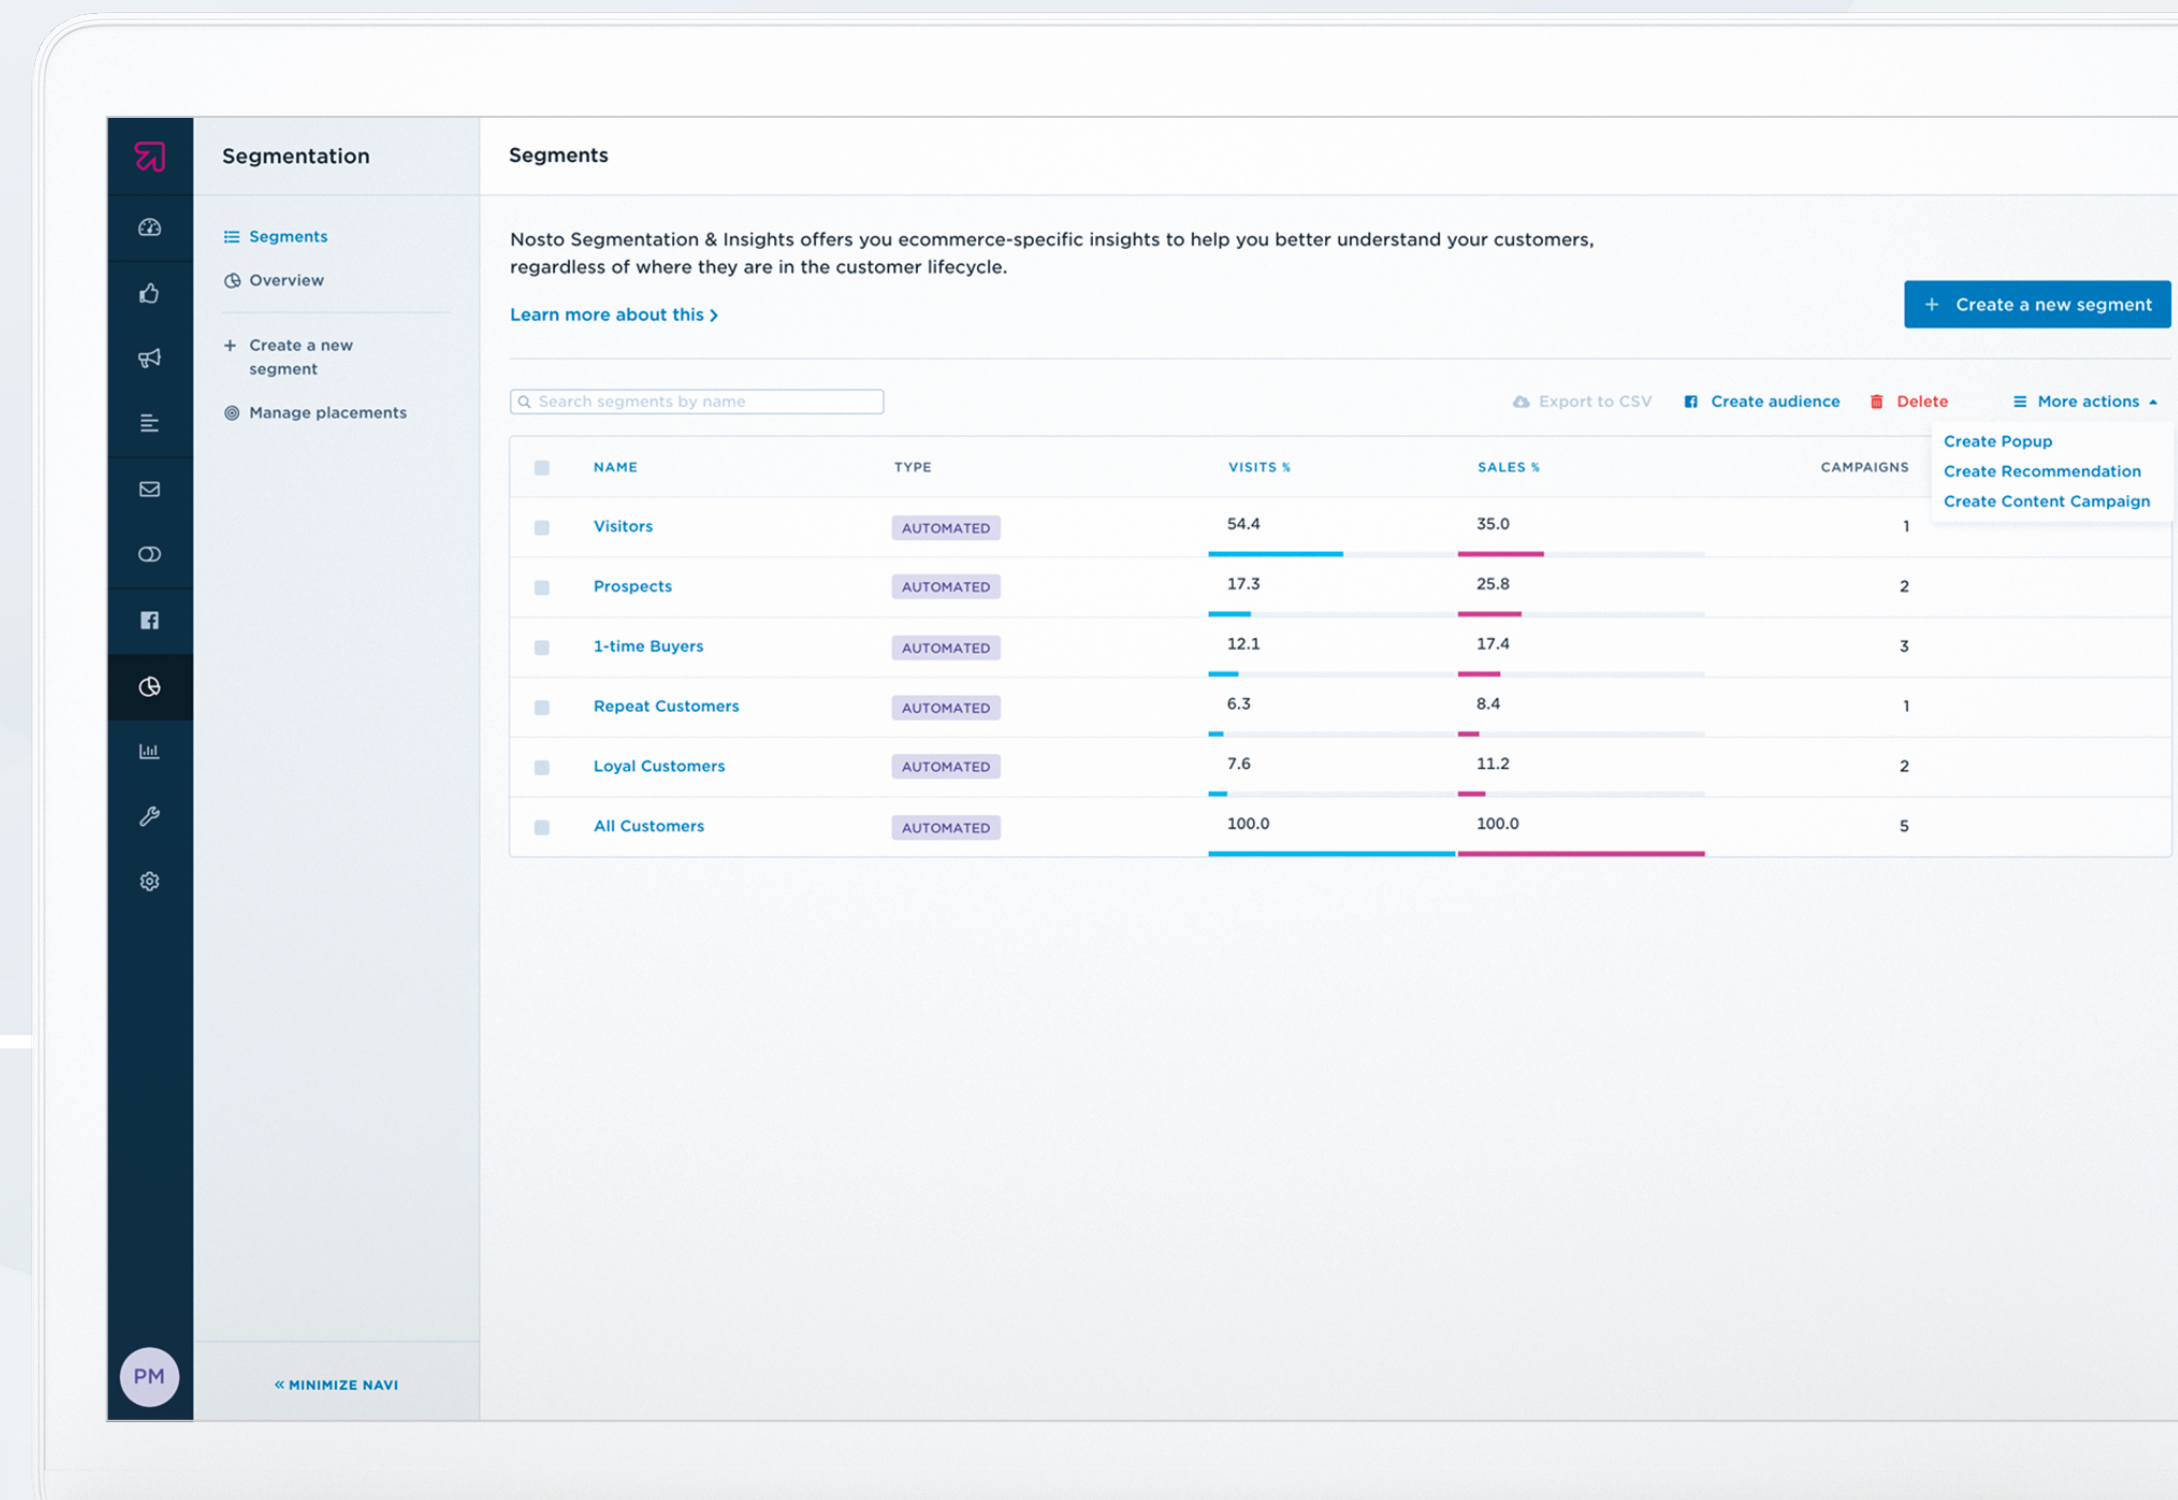 Segmentation
Segments
Segments
Overview
+ Create a new
segment
Manage placements
Nosto Segmentation & Insights offers you ecommerce-specific insights to help you better understand your customers,
regardless of where they are in the customer lifecycle.
Learn more about this >
+ Create a new segment
Search segments by name
Export to CSV Create audience Delete More actions
Create Popup
Create Recommendation
Create Content Campaign
NAME TYPE VISITS % SALES % CAMPAIGNS
Visitors AUTOMATED 54.4 35.0 1
Prospects AUTOMATED 17.3 25.8 2
1-time Buyers AUTOMATED 12.1 17.4 3
Repeat Customers AUTOMATED 6.3 8.4 1
Loyal Customers AUTOMATED 7.6 11.2 2
All Customers AUTOMATED 100.0 100.0 5
PM
« MINIMIZE NAVI